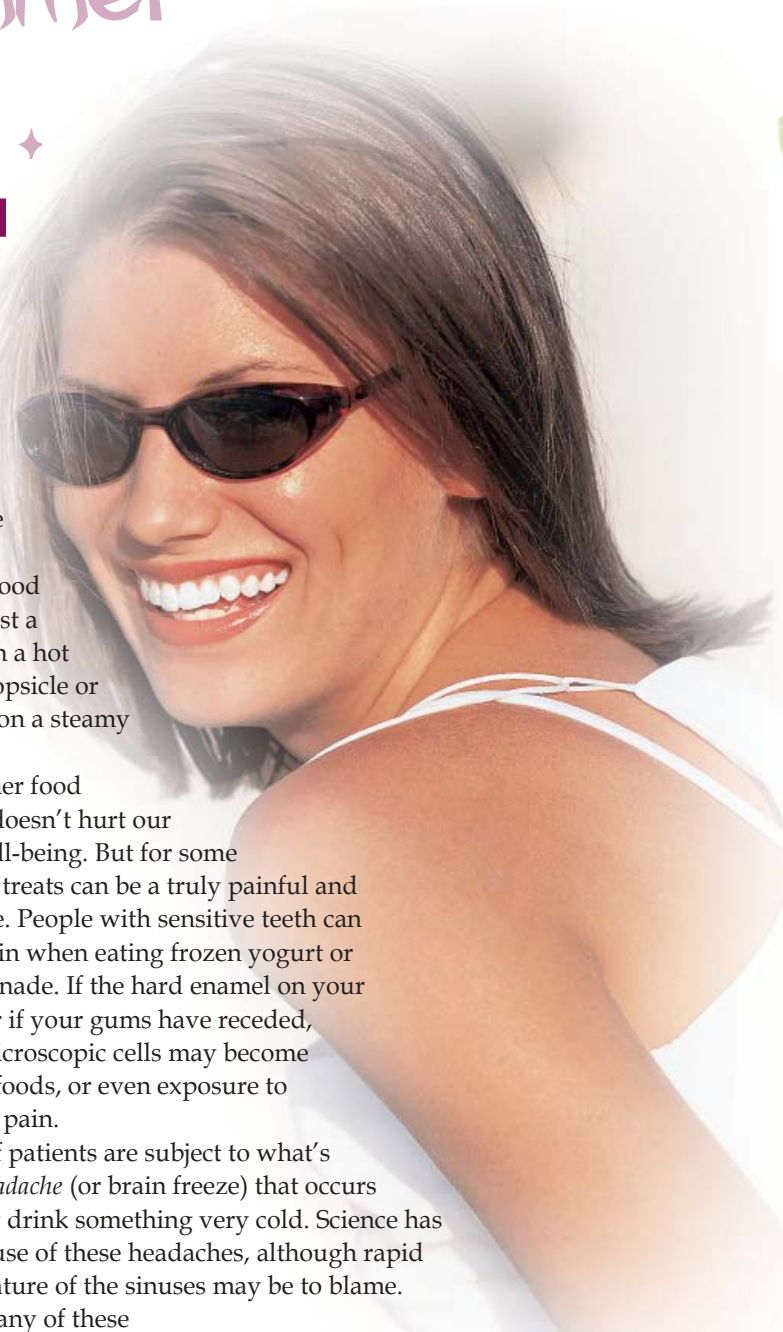 e
ood
st a
n a hot
opsicle or
on a steamy
er food
doesn't hurt our
ll-being. But for some
treats can be a truly painful and
e. People with sensitive teeth can
in when eating frozen yogurt or
nade. If the hard enamel on your
r if your gums have receded,
icroscopic cells may become
foods, or even exposure to
pain.
f patients are subject to what's
adache (or brain freeze) that occurs
r drink something very cold. Science has
use of these headaches, although rapid
ature of the sinuses may be to blame.
any of these